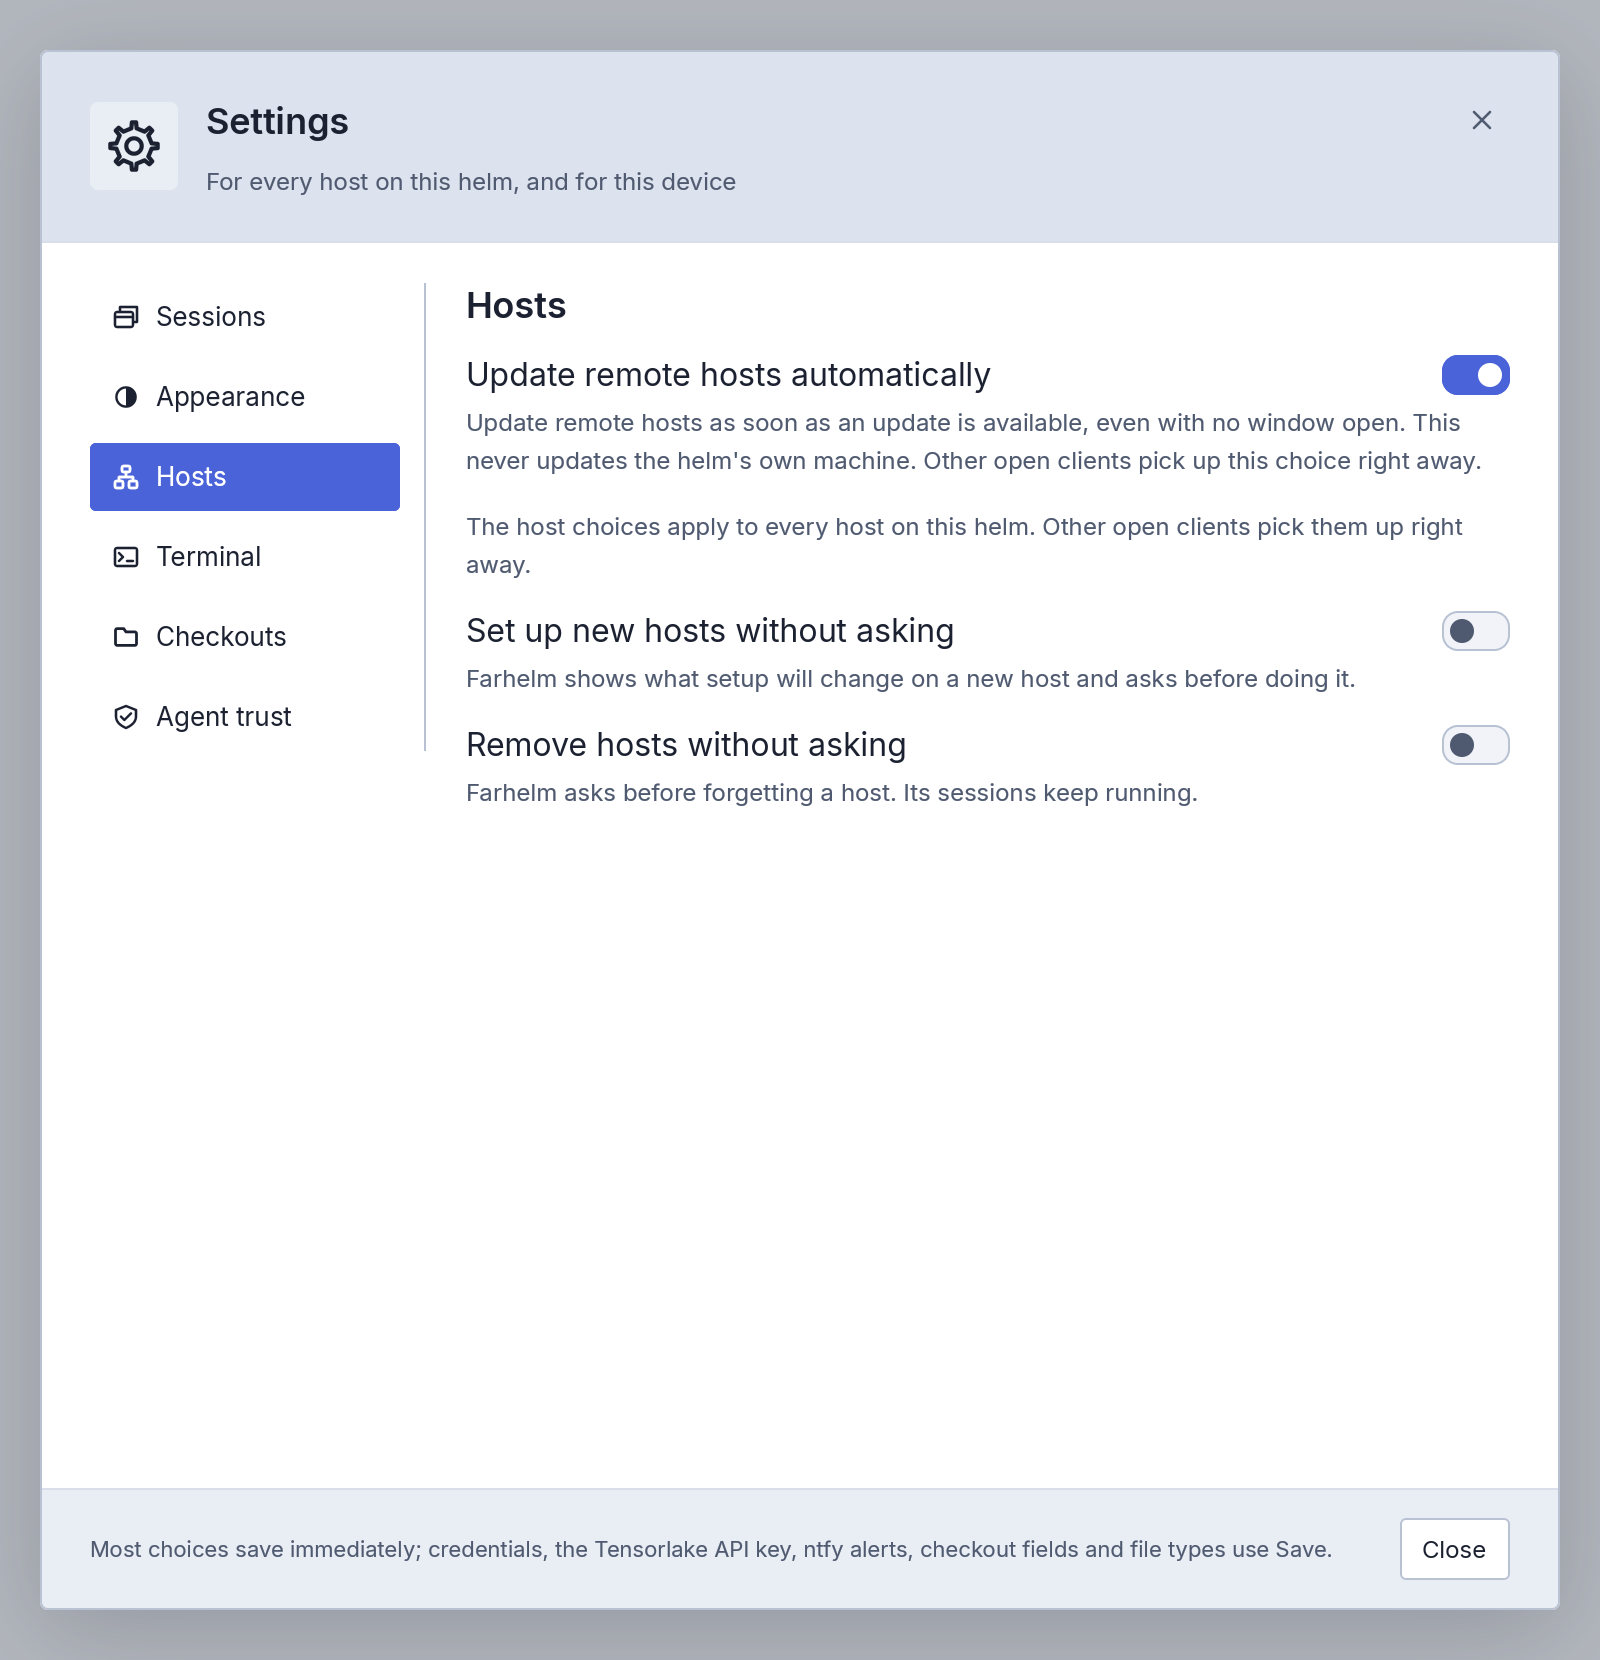 Settings
For every host on this helm, and for this device
Sessions
Appearance
Hosts
Terminal
Checkouts
Agent trust
Hosts
Update remote hosts automatically
Update remote hosts as soon as an update is available, even with no window open. This
never updates the helm's own machine. Other open clients pick up this choice right away.
The host choices apply to every host on this helm. Other open clients pick them up right
away.
Set up new hosts without asking
Farhelm shows what setup will change on a new host and asks before doing it.
Remove hosts without asking
Farhelm asks before forgetting a host. Its sessions keep running.
Most choices save immediately; credentials, the Tensorlake API key, ntfy alerts, checkout fields and file types use Save.
Close